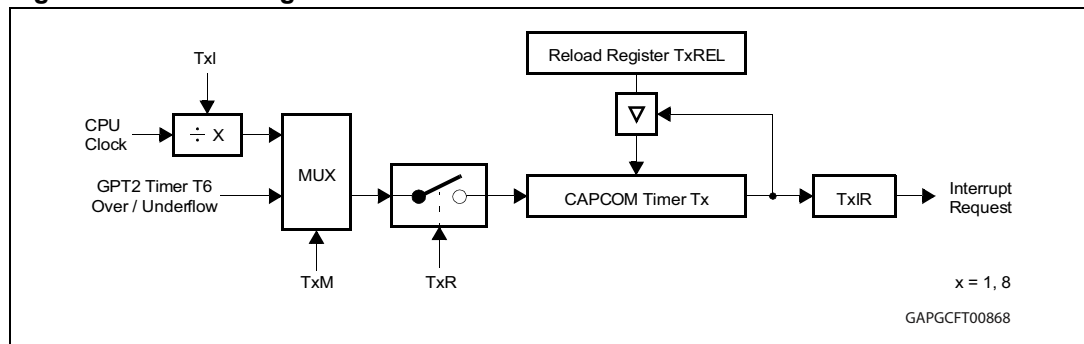 TxI
Reload Register TxREL
CPU
Clock
÷ X
MUX
GPT2 Timer T6
Over / Underflow
CAPCOM Timer Tx
TxIR
Interrupt
Request
TxM
TxR
x = 1, 8
GAPGCFT00868